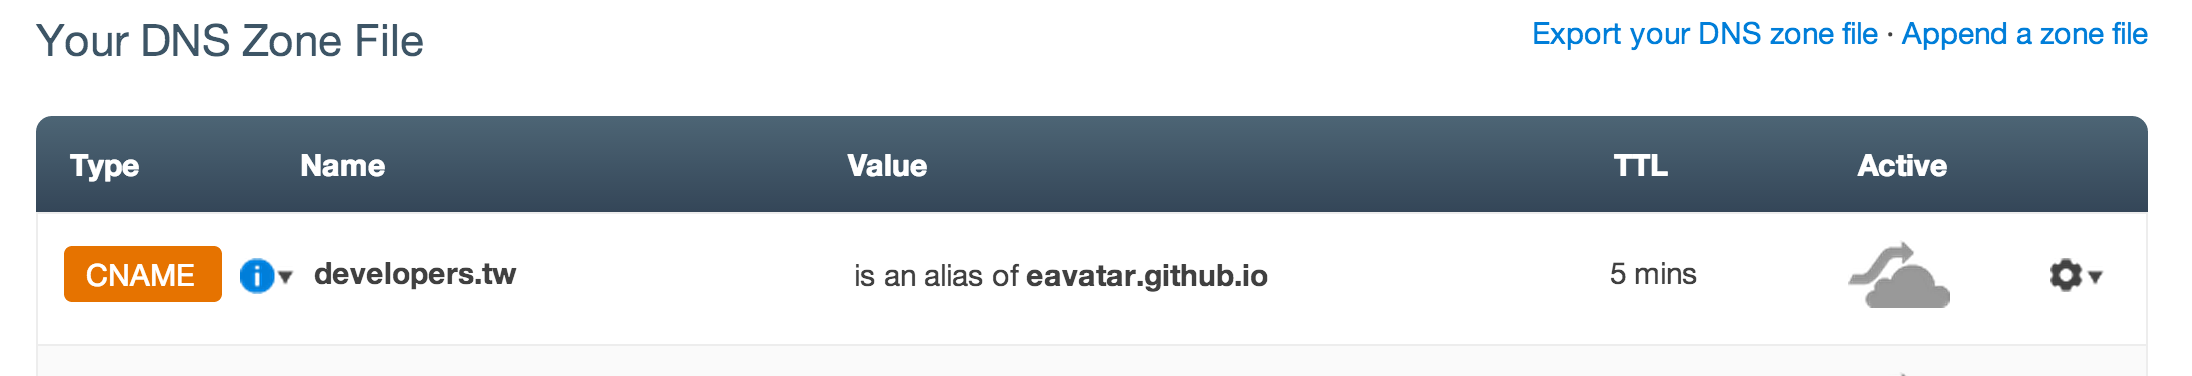 Your DNS Zone File
Export your DNS zone file · Append a zone file
Type Name Value TTL Active
CNAME i developers.tw is an alias of eavatar.github.io 5 mins